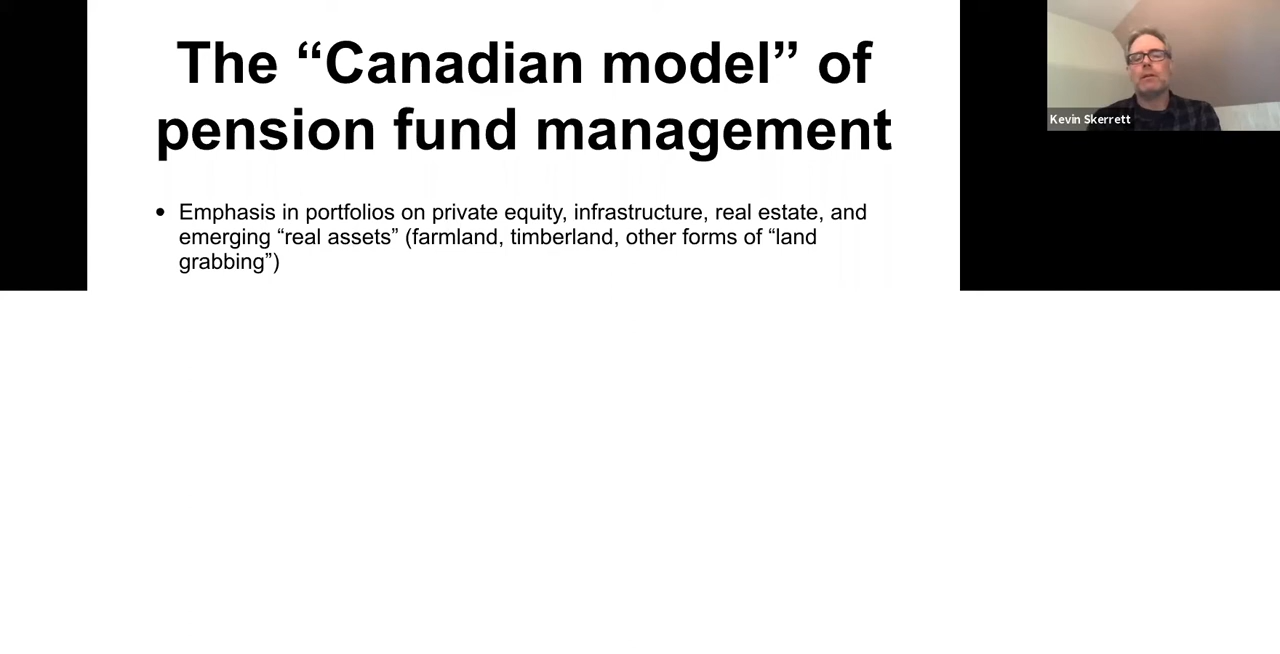 The “Canadian model” of
pension fund management
• Emphasis in portfolios on private equity, infrastructure, real estate, and
emerging “real assets” (farmland, timberland, other forms of “land
grabbing”)
Kevin Skerrett